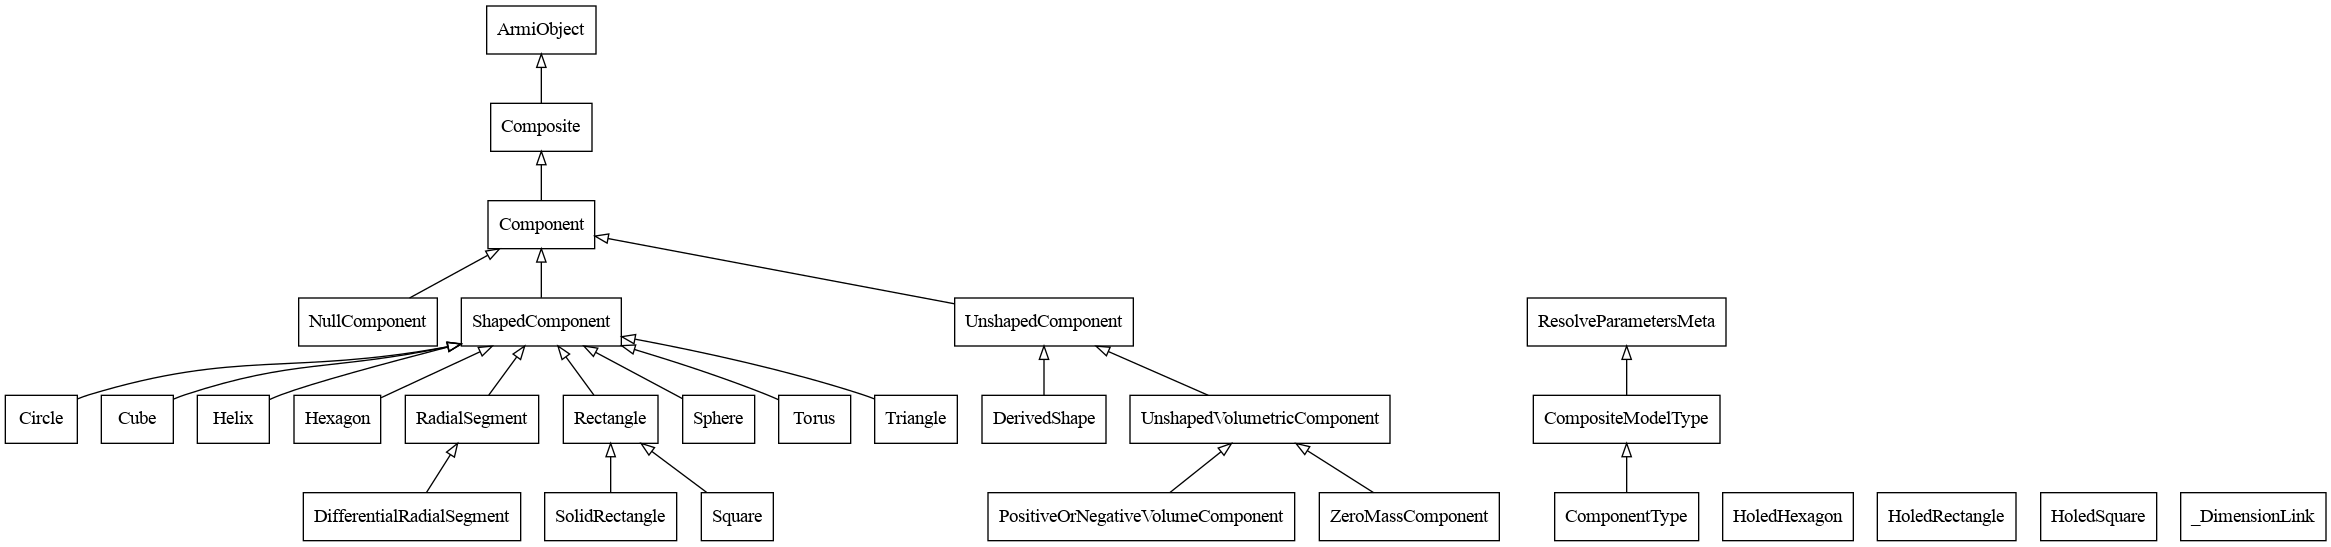 ArmiObject
Composite
Component
NullComponent
ShapedComponent
UnshapedComponent
ResolveParametersMeta
Circle
Cube
Helix
Hexagon
RadialSegment
Rectangle
Sphere
Torus
Triangle
DerivedShape
UnshapedVolumetricComponent
CompositeModelType
DifferentialRadialSegment
SolidRectangle
Square
PositiveOrNegativeVolumeComponent
ZeroMassComponent
ComponentType
HoledHexagon
HoledRectangle
HoledSquare
_DimensionLink